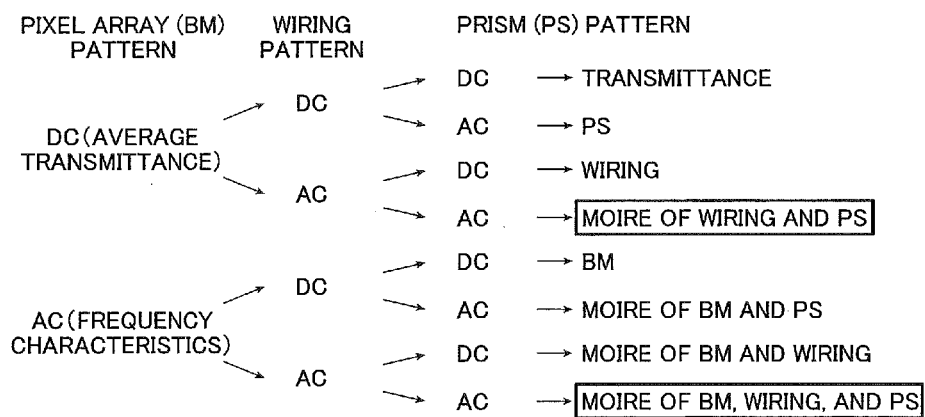 PIXEL ARRAY (BM) WIRING PRISM (PS) PATTERN
PATTERN PATTERN
DC → TRANSMITTANCE
DC
AC → PS
DC(AVERAGE
TRANSMITTANCE)
DC → WIRING
AC
AC → MOIRE OF WIRING AND PS
DC → BM
DC
AC → MOIRE OF BM AND PS
AC(FREQUENCY
CHARACTERISTICS)
DC → MOIRE OF BM AND WIRING
AC
AC → MOIRE OF BM, WIRING, AND PS